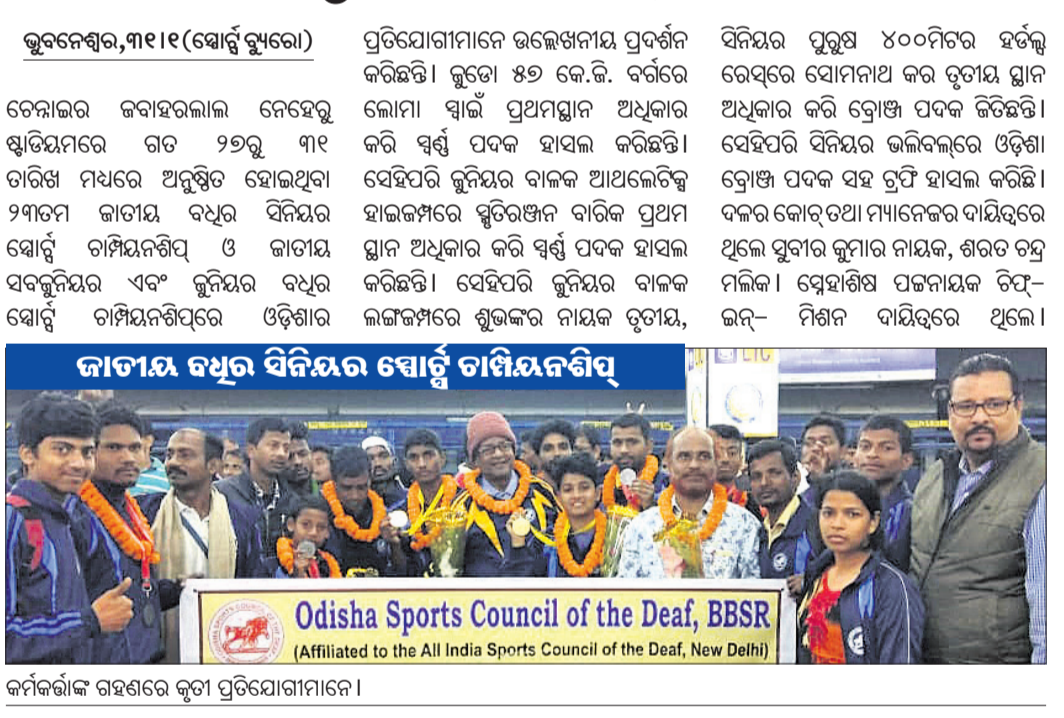 ଭୁବନେଶ୍ୱର,୩୧।୧(ସ୍ପୋର୍ଟ୍ସ ବ୍ୟୁରୋ)
ଚେନ୍ନାଇର ଜବାହରଲାଲ ନେହେରୁ
ଷ୍ଟାଡିୟମରେ ଗତ ୨୭ରୁ ୩୧
ତାରିଖ ମଧ୍ୟରେ ଅନୁଷ୍ଠିତ ହୋଇଥିବା
୨୩ତମ ଜାତୀୟ ବଧିର ସିନିୟର
ସ୍ପୋର୍ଟ୍ସ ଚାମ୍ପିୟନଶିପ୍ ଓ ଜାତୀୟ
ସବଜୁନିୟର ଏବଂ ଜୁନିୟର ବଧିର
ସ୍ପୋର୍ଟ୍ସ ଚାମ୍ପିୟନଶିପ୍‌ରେ ଓଡ଼ିଶାର
ପ୍ରତିଯୋଗୀମାନେ ଉଲ୍ଲେଖନୀୟ ପ୍ରଦର୍ଶନ
କରିଛନ୍ତି। ଜୁଡୋ ୫୭ କେ.ଜି. ବର୍ଗରେ
ଲୋମା ସ୍ୱାଇଁ ପ୍ରଥମସ୍ଥାନ ଅଧିକାର
କରି ସ୍ୱର୍ଣ୍ଣ ପଦକ ହାସଲ କରିଛନ୍ତି।
ସେହିପରି ଜୁନିୟର ବାଳକ ଆଥଲେଟିକ୍ସ
ହାଇଜମ୍ପରେ ସ୍ମୃତିରଞ୍ଜନ ବାରିକ ପ୍ରଥମ
ସ୍ଥାନ ଅଧିକାର କରି ସ୍ୱର୍ଣ୍ଣ ପଦକ ହାସଲ
କରିଛନ୍ତି। ସେହିପରି ଜୁନିୟର ବାଳକ
ଲଙ୍ଗଜମ୍ପରେ ଶୁଭଙ୍କର ନାୟକ ତୃତୀୟ,
ସିନିୟର ପୁରୁଷ ୪୦୦ମିଟର ହର୍ଡଲ୍ସ
ରେସ୍‌ରେ ସୋମନାଥ କର ତୃତୀୟ ସ୍ଥାନ
ଅଧିକାର କରି ବ୍ରୋଞ୍ଜ ପଦକ ଜିତିଛନ୍ତି।
ସେହିପରି ସିନିୟର ଭଲିବଲ୍‌ରେ ଓଡ଼ିଶା
ବ୍ରୋଞ୍ଜ ପଦକ ସହ ଟ୍ରଫି ହାସଲ କରିଛି।
ଦଳର କୋଚ୍ ତଥା ମ୍ୟାନେଜର ଦାୟିତ୍ୱରେ
ଥିଲେ ସୁବୀର କୁମାର ନାୟକ, ଶରତ ଚନ୍ଦ୍ର
ମଲିକ। ସ୍ନେହାଶିଷ ପଟ୍ଟନାୟକ ଚିଫ୍-
ଇନ୍- ମିଶନ ଦାୟିତ୍ୱରେ ଥିଲେ।
ଜାତୀୟ ବଧିର ସିନିୟର ସ୍ପୋର୍ଟ୍ସ ଚାମ୍ପିୟନଶିପ୍
LIC
Odisha Sports Council of the Deaf, BBSR
(Affiliated to the All India Sports Council of the Deaf, New Delhi)
କର୍ମକର୍ତ୍ତାଙ୍କ ଗହଣରେ କୃତୀ ପ୍ରତିଯୋଗୀମାନେ।